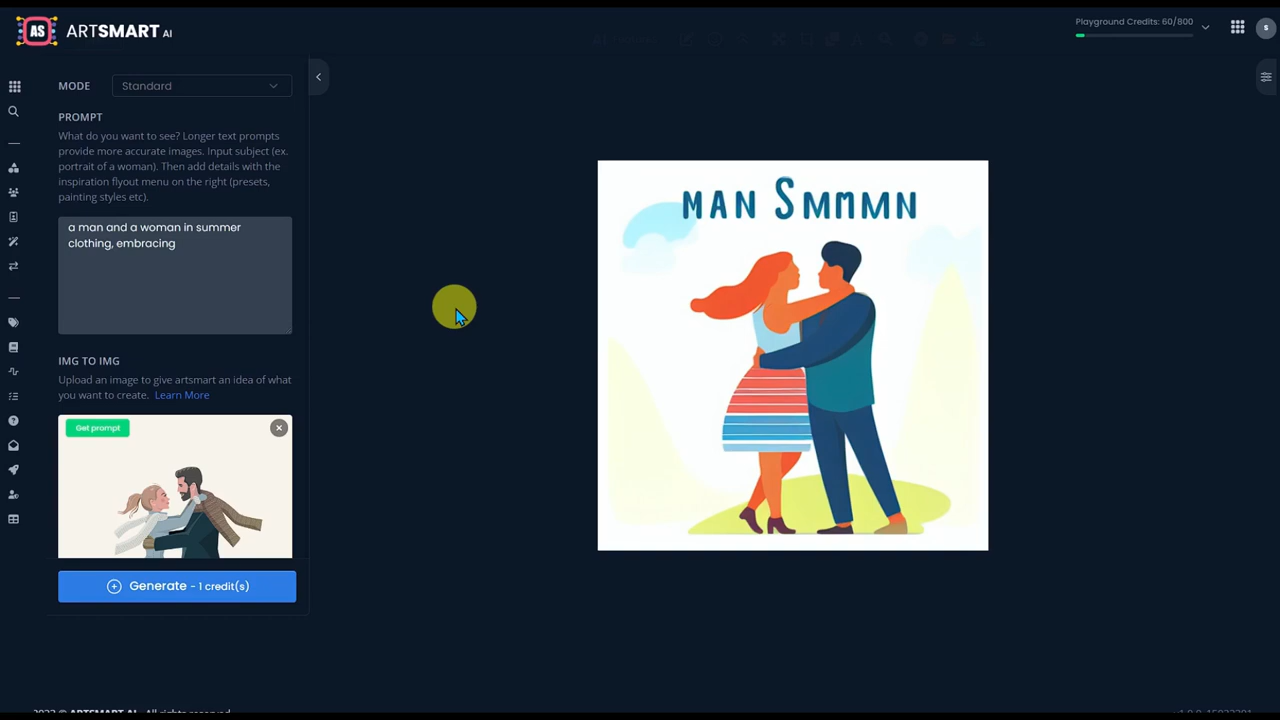 AS ARTSMART AI
Playground Credits: 60/800
S
MODE
Standard
PROMPT
What do you want to see? Longer text prompts
provide more accurate images. Input subject (ex.
portrait of a woman). Then add details with the
inspiration flyout menu on the right (presets,
painting styles etc).
a man and a woman in summer
clothing, embracing
IMG TO IMG
Upload an image to give artsmart an idea of what
you want to create. Learn More
Get prompt
Generate - 1 credit(s)
MAN SMMMN